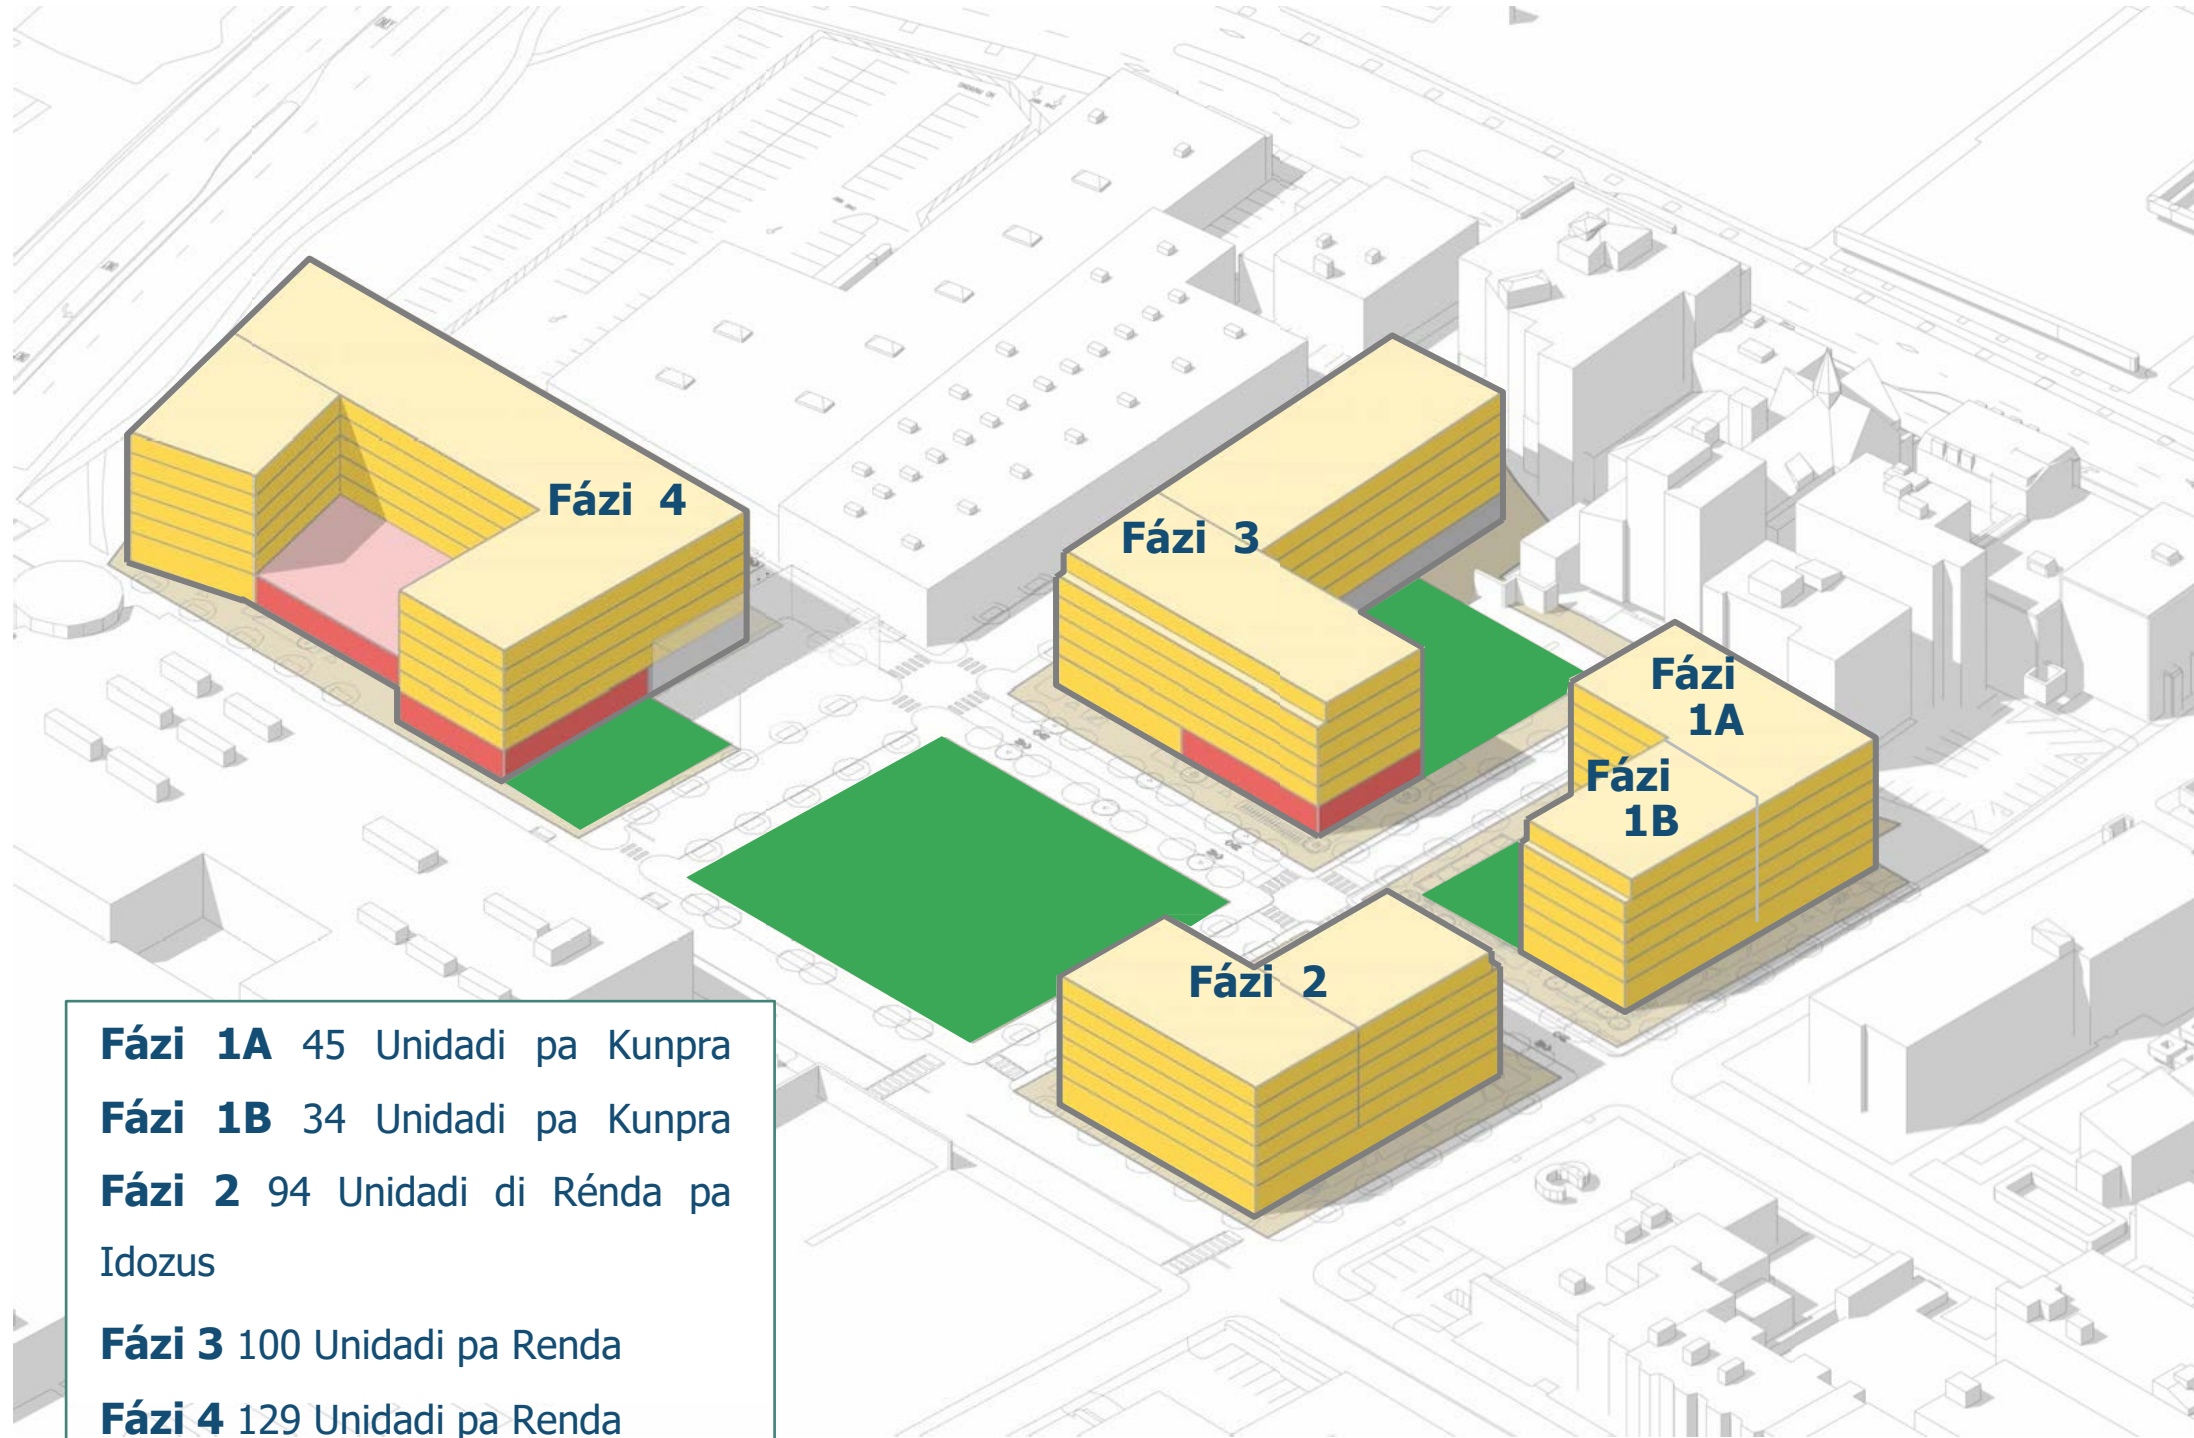 Fázi 4
Fázi 3
Fázi
1A
Fázi
1B
Fázi 2
Fázi 1A 45 Unidadi pa Kunpra
Fázi 1B 34 Unidadi pa Kunpra
Fázi 2 94 Unidadi di Rénda pa
Idozus
Fázi 3 100 Unidadi pa Renda
Fázi 4 129 Unidadi pa Renda